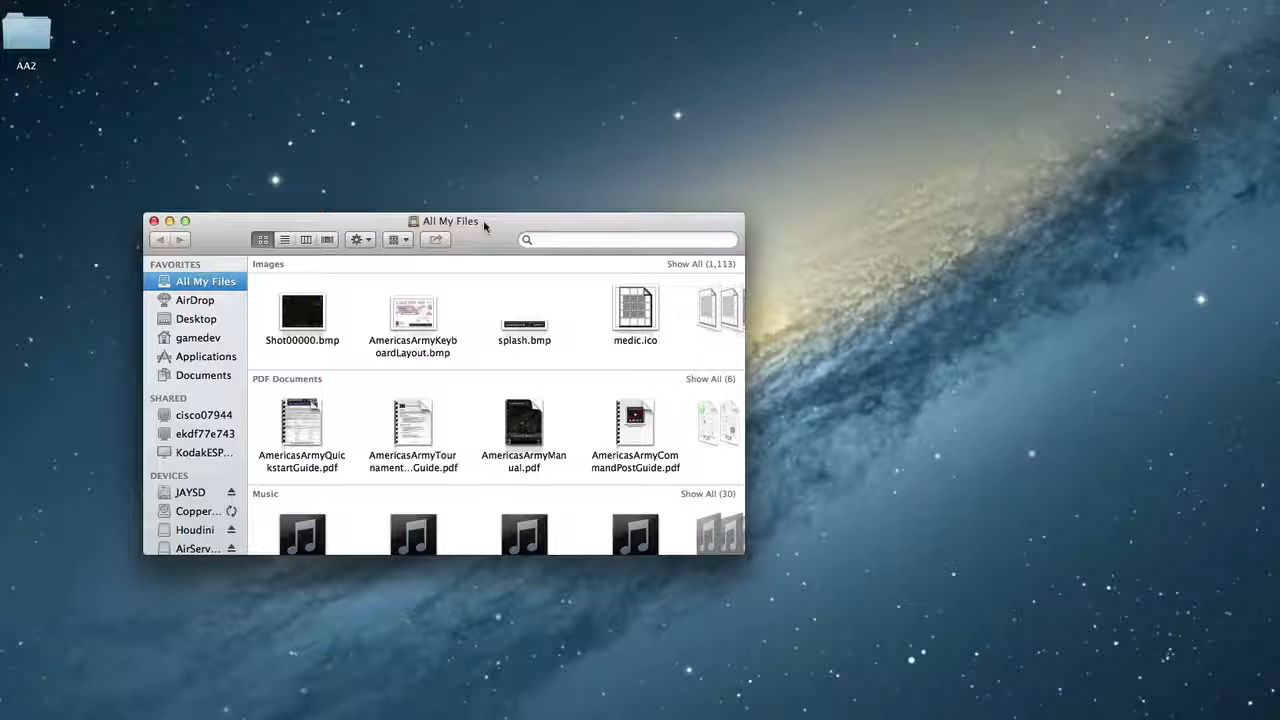 AA2
All My Files
FAVORITES
All My Files
AirDrop
Desktop
gamedev
Applications
Documents
SHARED
cisco07944
ekdf77e743
KodakESP...
DEVICES
JAYSD
Copper...
Houdini
AirServ...
Images
Show All (1,113)
Shot00000.bmp
AmericasArmyKeyb
oardLayout.bmp
splash.bmp
medic.ico
PDF Documents
Show All (6)
AmericasArmyQuic
kstartGuide.pdf
AmericasArmyTour
nament...Guide.pdf
AmericasArmyMan
ual.pdf
AmericasArmyCom
mandPostGuide.pdf
Music
Show All (30)